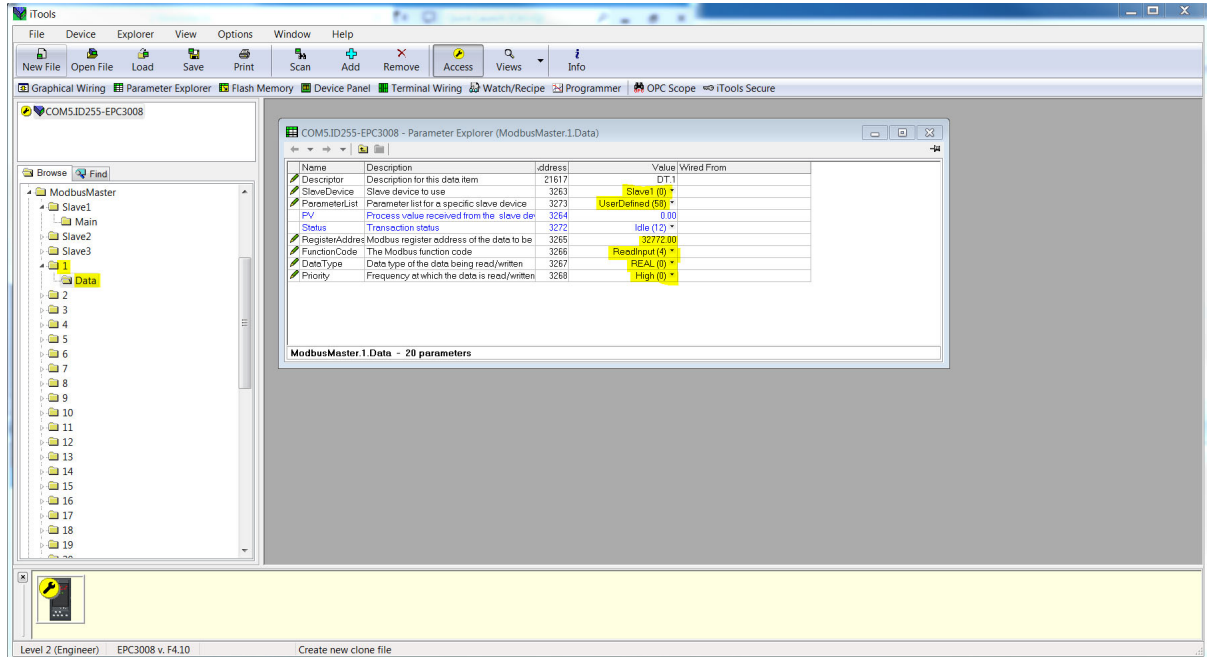 iTools
File Device Explorer View Options Window Help
New File Open File Load Save Print Scan Add Remove Access Views Info
Graphical Wiring Parameter Explorer Flash Memory Device Panel Terminal Wiring Watch/Recipe Programmer OPC Scope iTools Secure
COM5.ID255-EPC3008
Browse Find
ModbusMaster
Slave1
Main
Slave2
Slave3
1
Data
2
3
4
5
6
7
8
9
10
11
12
13
14
15
16
17
18
19
COM5.ID255-EPC3008 - Parameter Explorer (ModbusMaster.1.Data)
Name Description ddress Value Wired From
Descriptor Description for this data item 21617 DT.1
SlaveDevice Slave device to use 3263 Slave1 (0)
ParameterList Parameter list for a specific slave device 3273 UserDefined (58)
PV Process value received from the slave de 3264 0.00
Status Transaction status 3272 Idle (12)
RegisterAddres Modbus register address of the data to be 3265 32772.00
FunctionCode The Modbus function code 3266 ReadInput (4)
DataType Data type of the data being read/written 3267 REAL (0)
Priority Frequency at which the data is read/written 3268 High (0)
ModbusMaster.1.Data - 20 parameters
Level 2 (Engineer) EPC3008 v. F4.10 Create new clone file